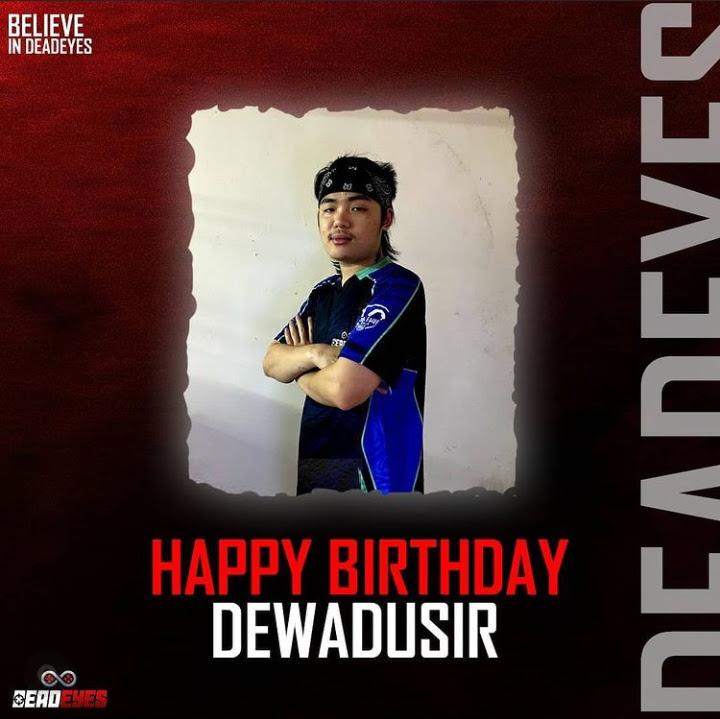 BELIEVE
IN DEADEYES
DEADEYES
HAPPY BIRTHDAY
DEWADUSIR
DEADEYES